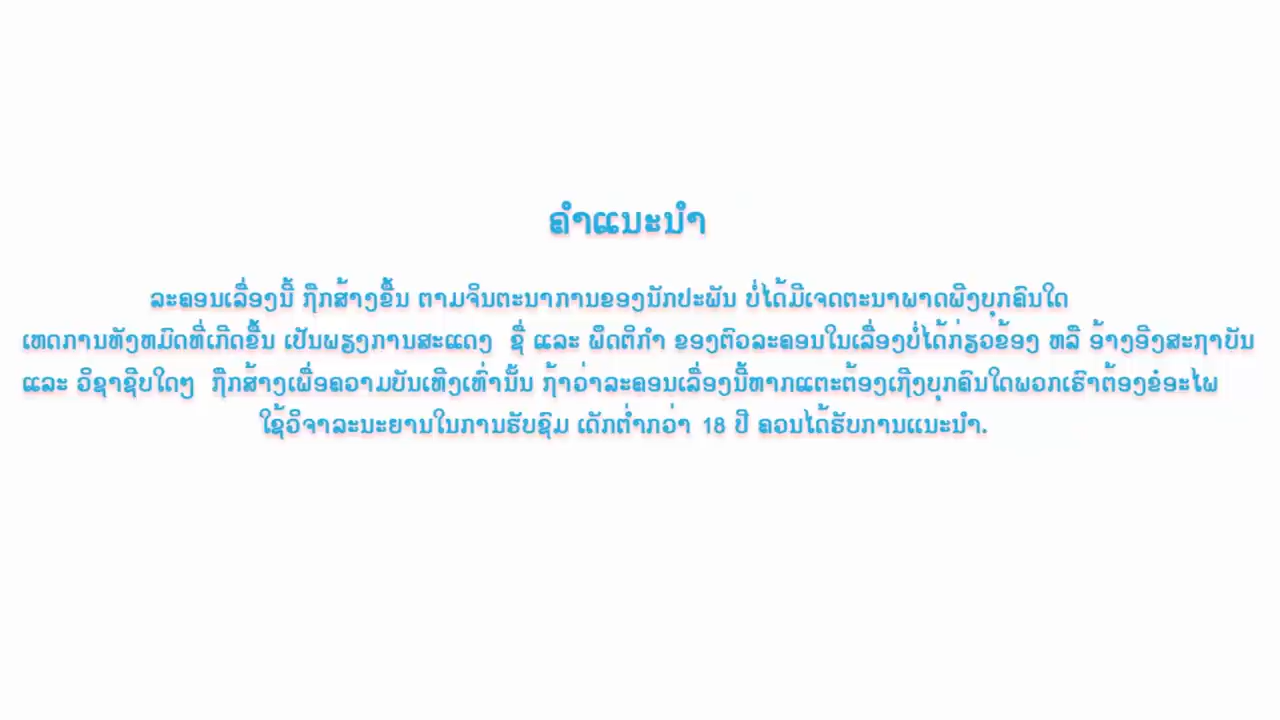 ຄຳແນະນຳ
ລະຄອນເລື່ອງນີ້ ຖືກສ້າງຂື້ນ ຕາມຈິນຕະນາການຂອງນັກປະພັນ ບໍ່ໄດ້ມີເຈດຕະນາພາດພີງບຸກຄົນໃດ
ເຫດການທັງຫມົດທີ່ເກີດຂື້ນ ເປັນພຽງການສະແດງ ຊື່ ແລະ ພຶດຕິກຳ ຂອງຕົວລະຄອນໃນເລື່ອງບໍ່ໄດ້ກ່ຽວຂ້ອງ ຫລື ອ້າງອີງສະຖາບັນ
ແລະ ວິຊາຊີບໃດໆ ຖືກສ້າງເພື່ອຄວາມບັນເທີງເທົ່ານັ້ນ ຖ້າວ່າລະຄອນເລື່ອງນີ້ຫາກແຕະຕ້ອງເຖີງບຸກຄົນໃດພວກເຮົາຕ້ອງຂໍອະໄພ
ໃຊ້ວິຈາລະນະຍານໃນການຮັບຊົມ ເດັກຕ່ຳກວ່າ 18 ປີ ຄວນໄດ້ຮັບການແນະນຳ.